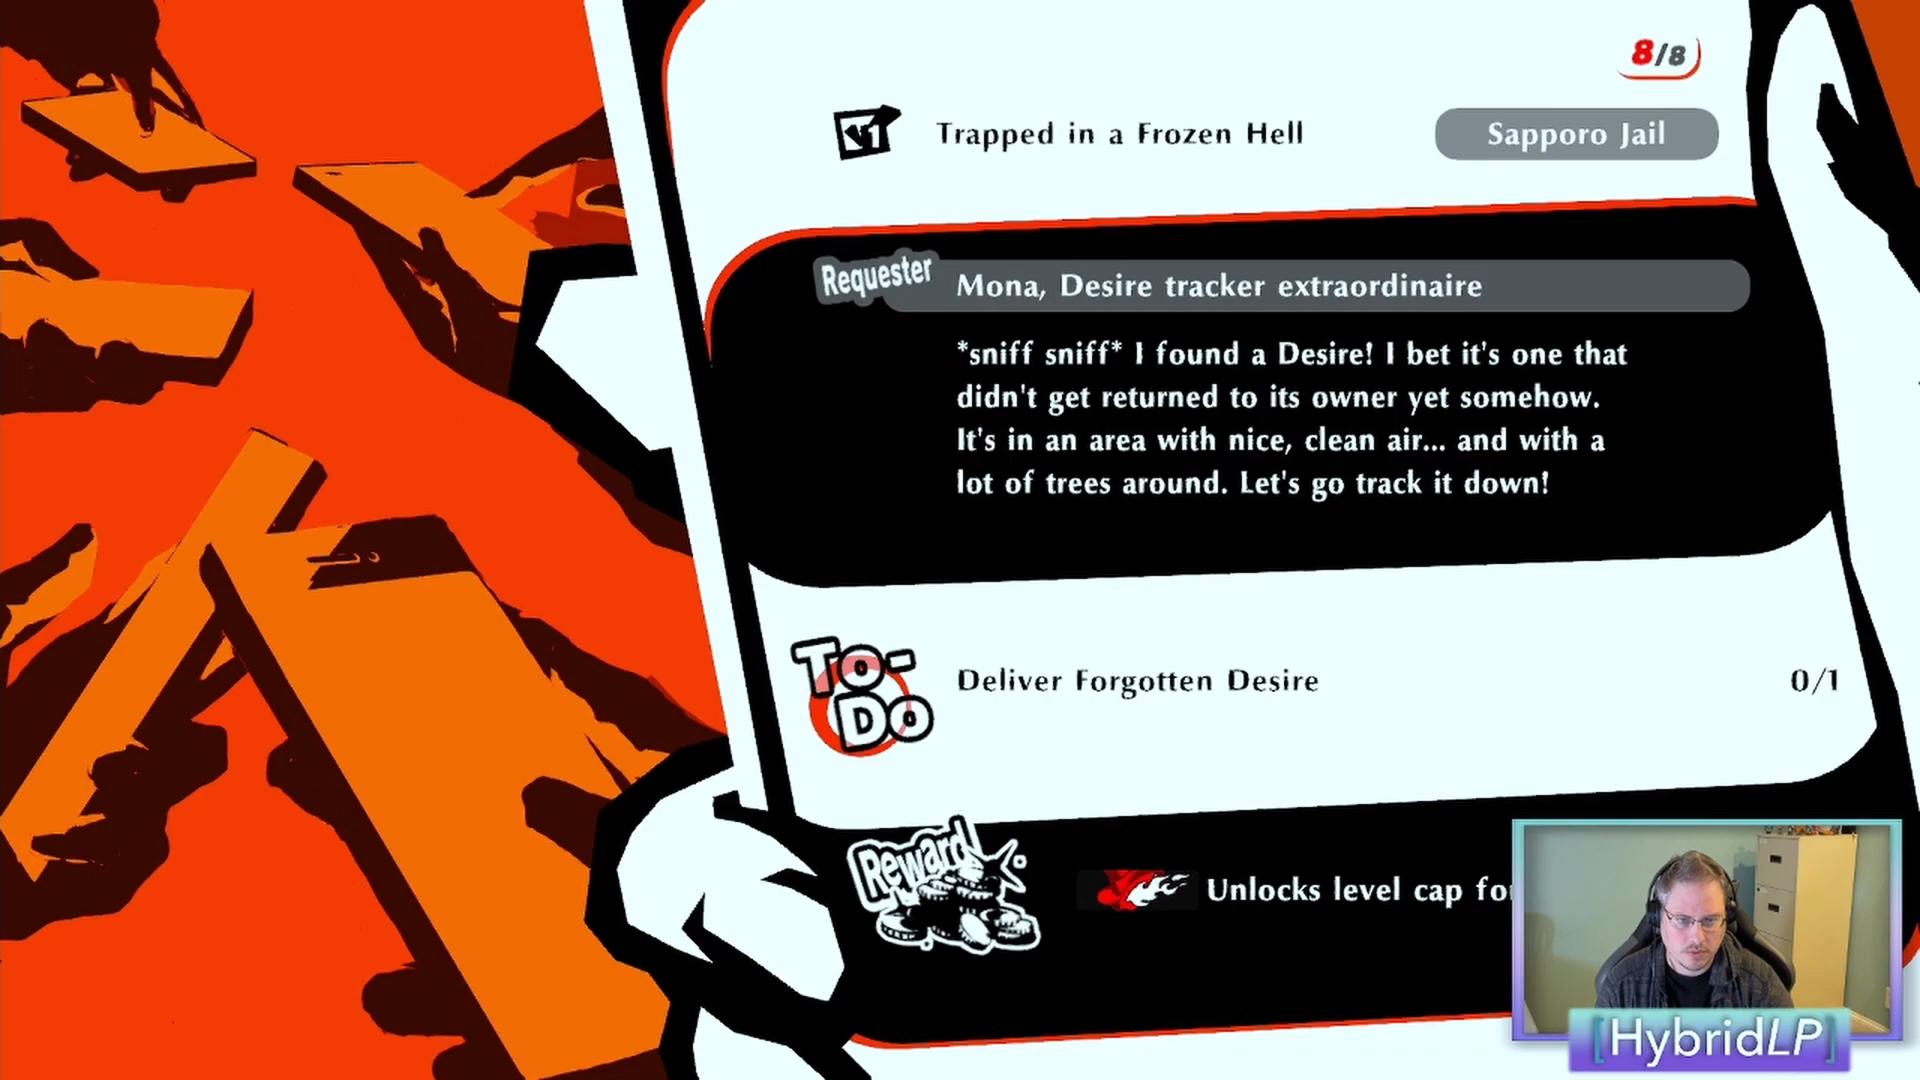 8/8
Trapped in a Frozen Hell
Sapporo Jail
Requester
Mona, Desire tracker extraordinaire
*sniff sniff* I found a Desire! I bet it's one that
didn't get returned to its owner yet somehow.
It's in an area with nice, clean air... and with a
lot of trees around. Let's go track it down!
To-
Do
Deliver Forgotten Desire
0/1
Reward
Unlocks level cap for
[HybridLP]